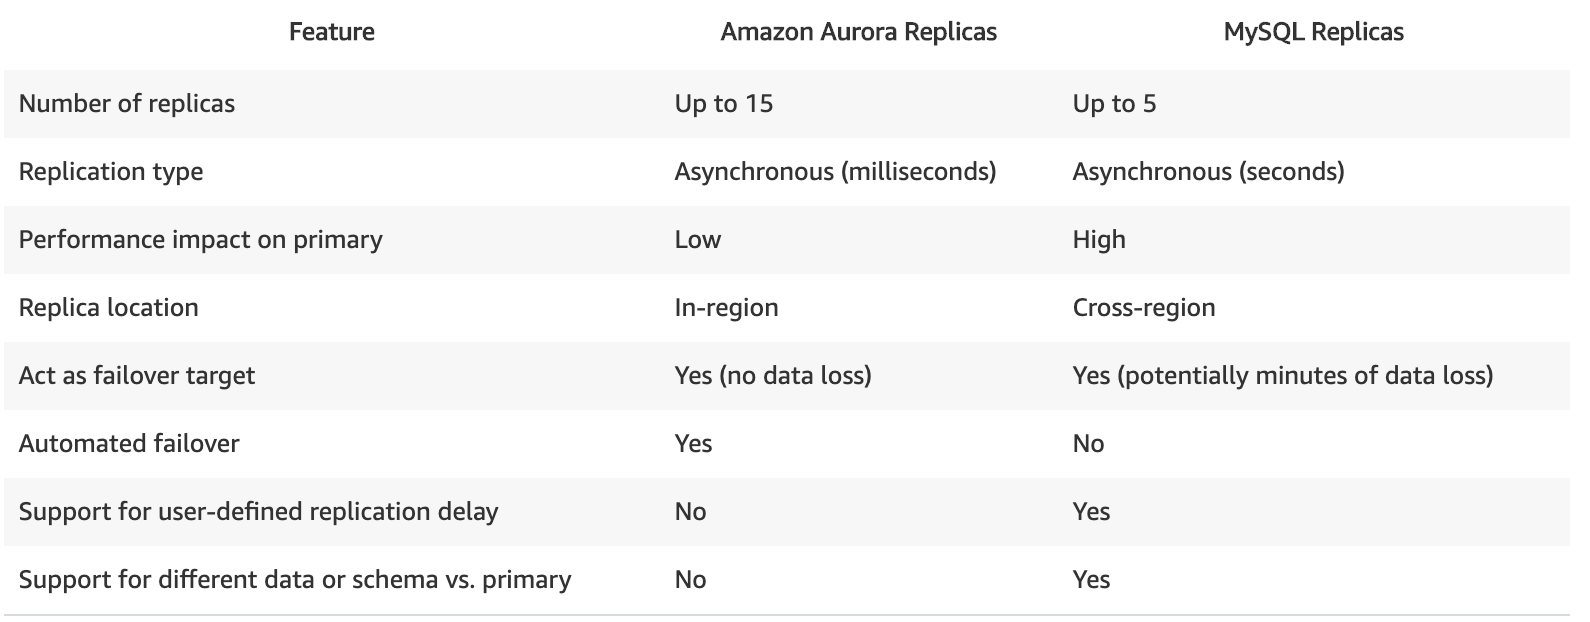 Feature Amazon Aurora Replicas MySQL Replicas
Number of replicas Up to 15 Up to 5
Replication type Asynchronous (milliseconds) Asynchronous (seconds)
Performance impact on primary Low High
Replica location In-region Cross-region
Act as failover target Yes (no data loss) Yes (potentially minutes of data loss)
Automated failover Yes No
Support for user-defined replication delay No Yes
Support for different data or schema vs. primary No Yes